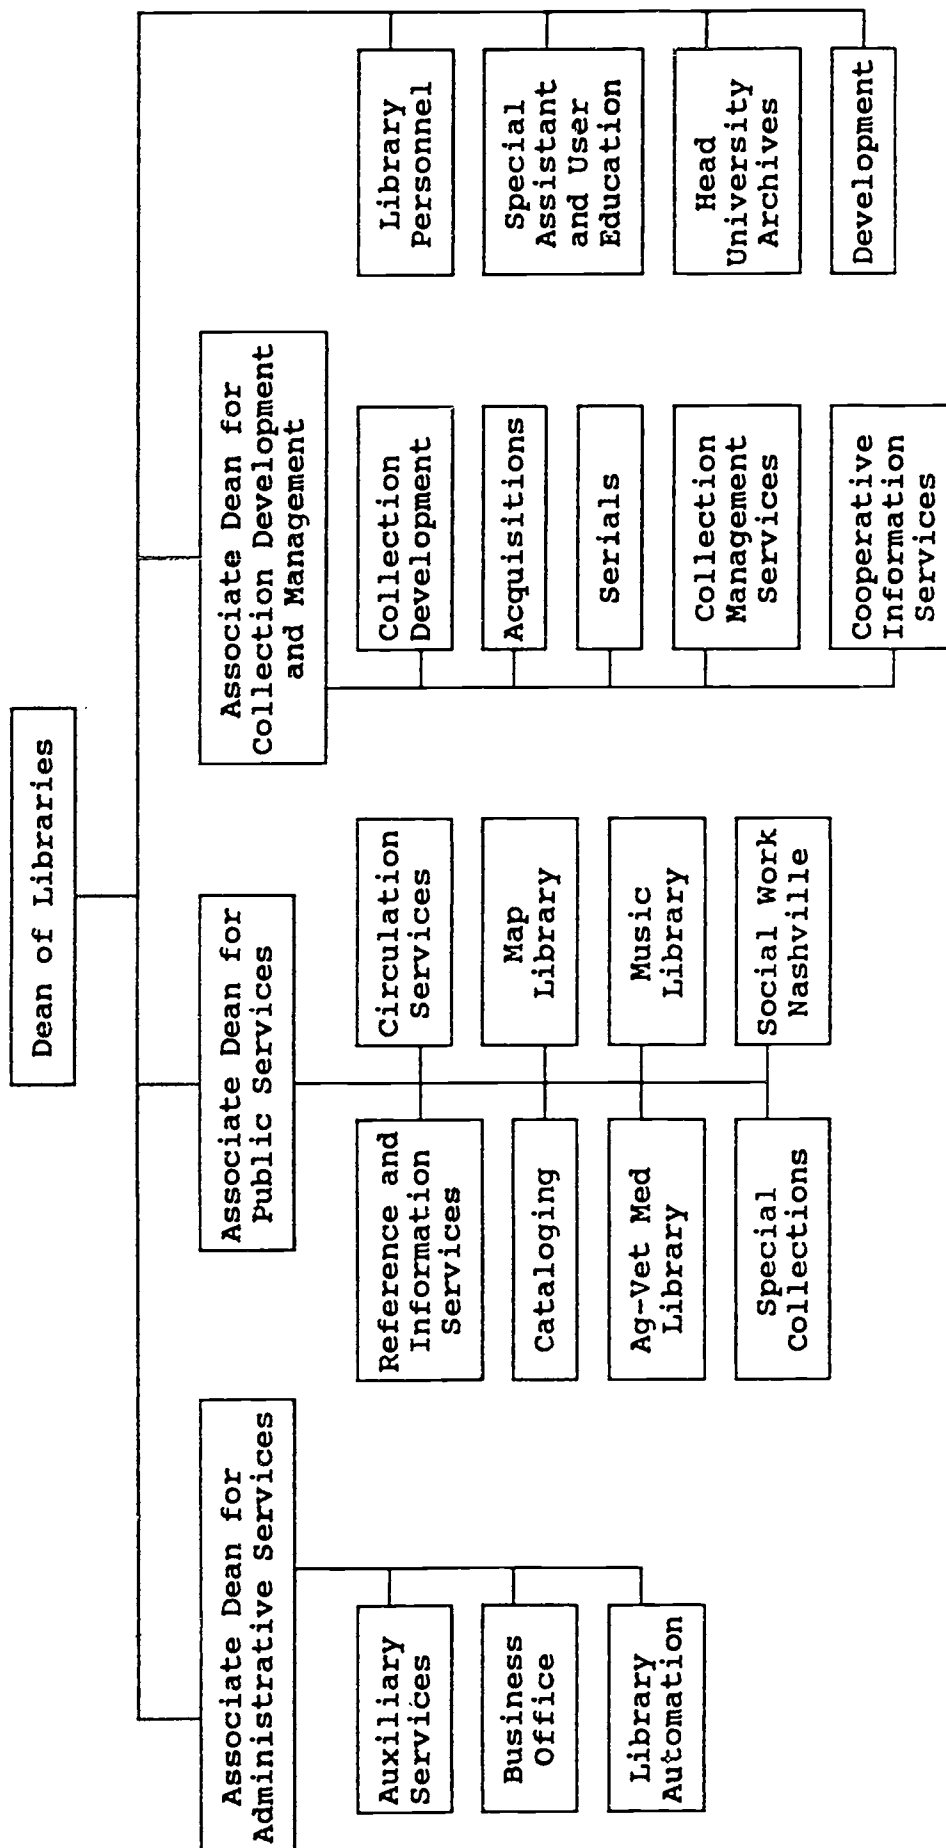 Dean of Libraries
Associate Dean for
Administrative Services
Auxiliary
Services
Business
Office
Library
Automation
Associate Dean for
Public Services
Reference and
Information
Services
Circulation
Services
Cataloging
Map
Library
Ag-Vet Med
Library
Music
Library
Special
Collections
Social Work
Nashville
Associate Dean for
Collection Development
and Management
Collection
Development
Acquisitions
Serials
Collection
Management
Services
Cooperative
Information
Services
Library
Personnel
Special
Assistant
and User
Education
Head
University
Archives
Development